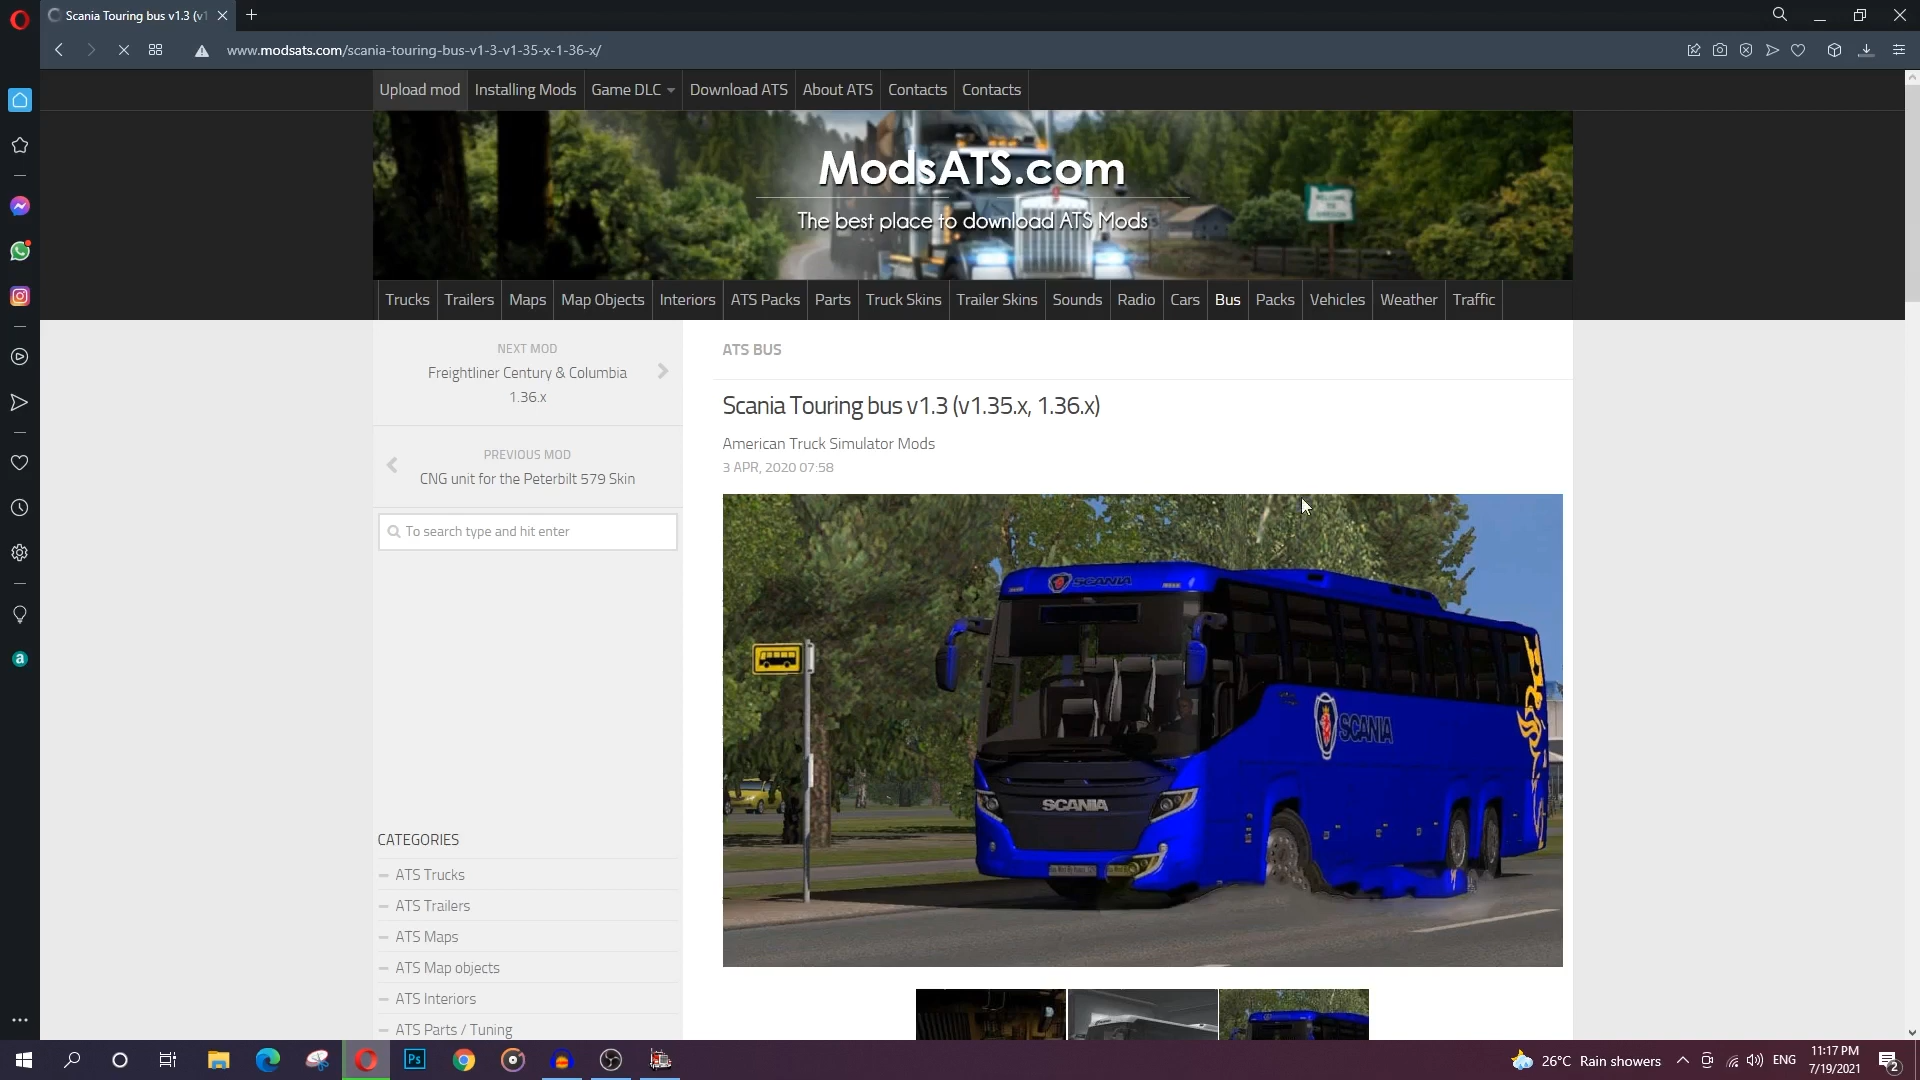 Scania Touring bus v1.3 (v1
www.modsats.com/scania-touring-bus-v1-3-v1-35-x-1-36-x/
Upload mod Installing Mods Game DLC Download ATS About ATS Contacts Contacts
ModsATS.com
The best place to download ATS Mods
Trucks Trailers Maps Map Objects Interiors ATS Packs Parts Truck Skins Trailer Skins Sounds Radio Cars Bus Packs Vehicles Weather Traffic
NEXT MOD
Freightliner Century & Columbia
1.36.x
PREVIOUS MOD
CNG unit for the Peterbilt 579 Skin
To search type and hit enter
CATEGORIES
ATS Trucks
ATS Trailers
ATS Maps
ATS Map objects
ATS Interiors
ATS Parts / Tuning
ATS BUS
Scania Touring bus v1.3 (v1.35.x, 1.36.x)
American Truck Simulator Mods
3 APR, 2020 07:58
SCANIA
SCANIA
SCANIA
a
Ps
26°C Rain showers
ENG
11:17 PM
7/19/2021
2